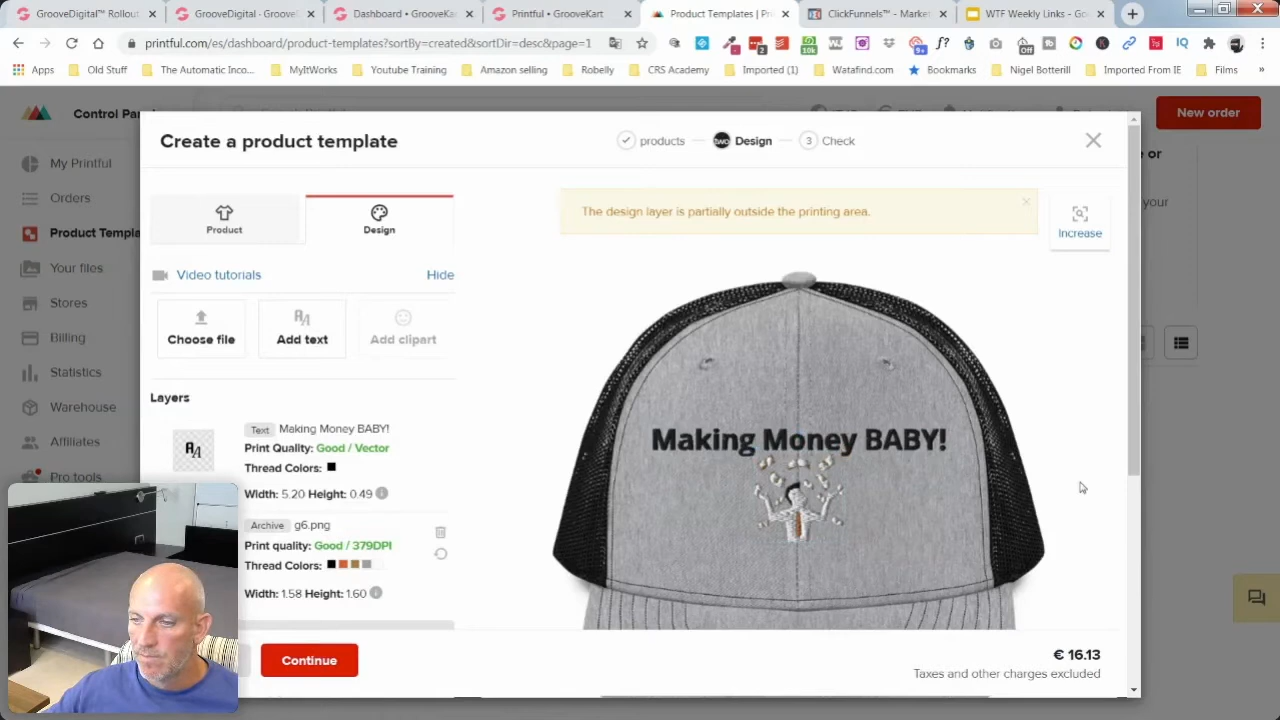 GrooveDigital™ Rollout
GrooveDigital - Groove
Dashboard • GrooveKar
Printful • GrooveKart
Product Templates | Pr
ClickFunnels™ - Market
WTF Weekly Links - Go
printful.com/uk/dashboard/product-templates?sortBy=created&sortDir=desc&page=1
Apps
Old Stuff
The Automatic Inco...
MyItWorks
Youtube Training
Amazon selling
Robelly
CRS Academy
Imported (1)
Watafind.com
Bookmarks
Nigel Botterill
Imported From IE
Films
»
Control Pan
New order
Create a product template
products
Design
3 Check
My Printful
Orders
Product Templa
Your files
Stores
Billing
Statistics
Warehouse
Affiliates
Pro tools
e or
your
Product
Design
The design layer is partially outside the printing area.
Increase
Video tutorials
Hide
Choose file
Add text
Add clipart
Layers
Text Making Money BABY!
Print Quality: Good / Vector
Thread Colors:
Width: 5.20 Height: 0.49
Archive g6.png
Print quality: Good / 379DPI
Thread Colors:
Width: 1.58 Height: 1.60
Making Money BABY!
Continue
€ 16.13
Taxes and other charges excluded